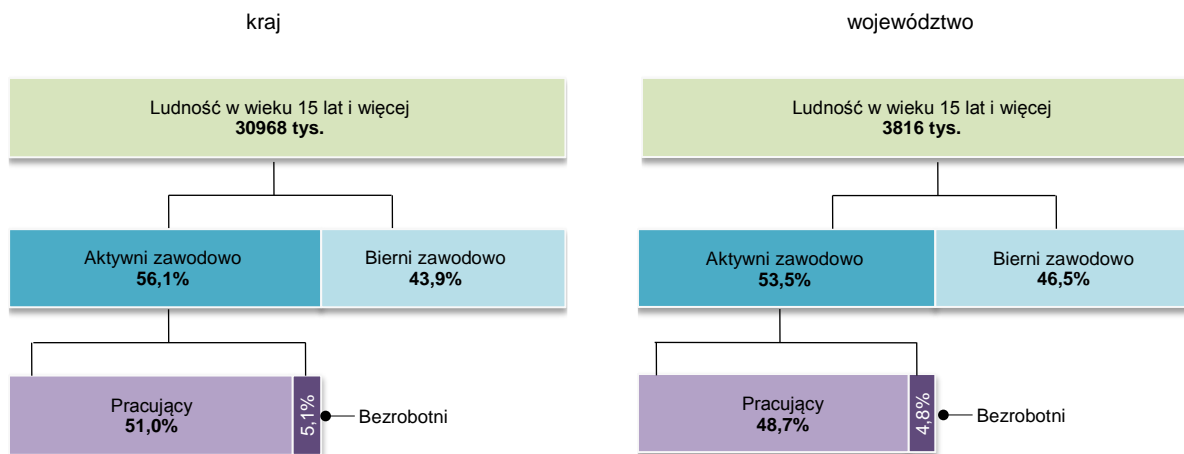 kraj
Ludność w wieku 15 lat i więcej
30968 tys.
Aktywni zawodowo
56,1%
Bierni zawodowo
43,9%
Pracujący
51,0%
5,1%
Bezrobotni
województwo
Ludność w wieku 15 lat i więcej
3816 tys.
Aktywni zawodowo
53,5%
Bierni zawodowo
46,5%
Pracujący
48,7%
4,8%
Bezrobotni